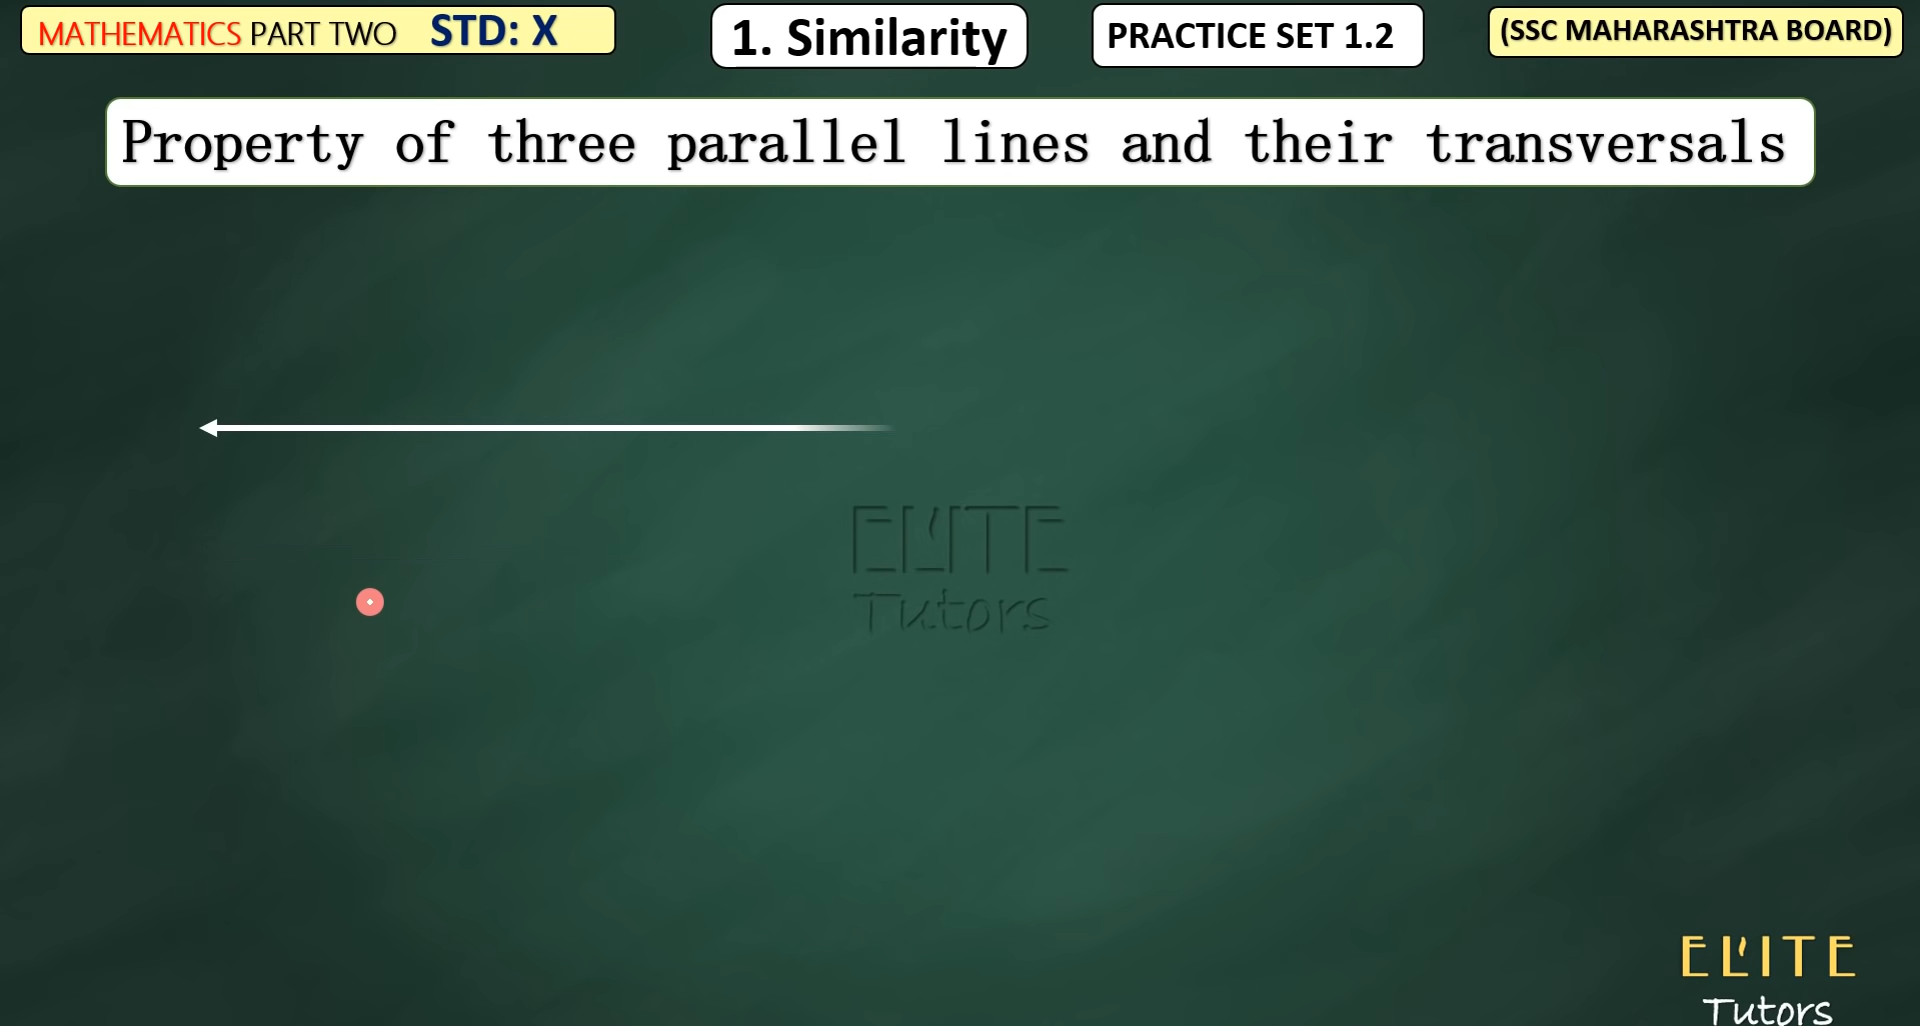 MATHEMATICS PART TWO STD: X
1. Similarity
PRACTICE SET 1.2
(SSC MAHARASHTRA BOARD)
Property of three parallel lines and their transversals
ELITE
Tutors
ELITE
Tutors